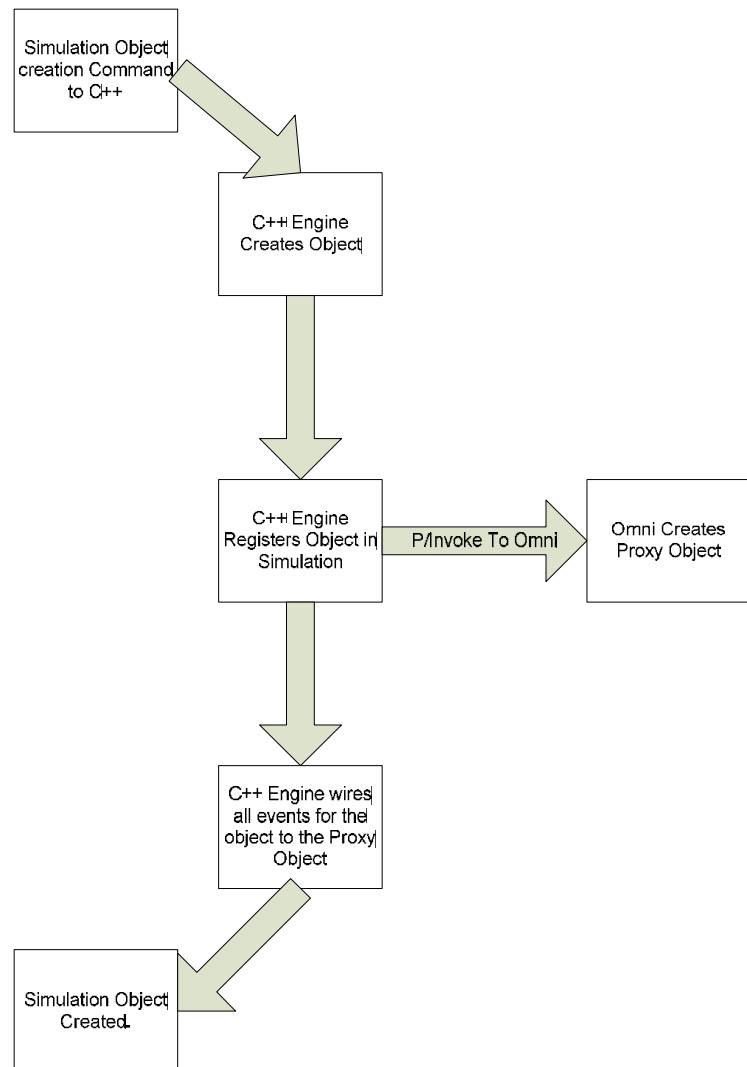 Simulation Object
creation Command
to C++
C++ Engine
Creates Object
C++ Engine
Registers Object in
Simulation
P/Invoke To Omni
Omni Creates
Proxy Object
C++ Engine wires
all events for the
object to the Proxy
Object
Simulation Object
Created.